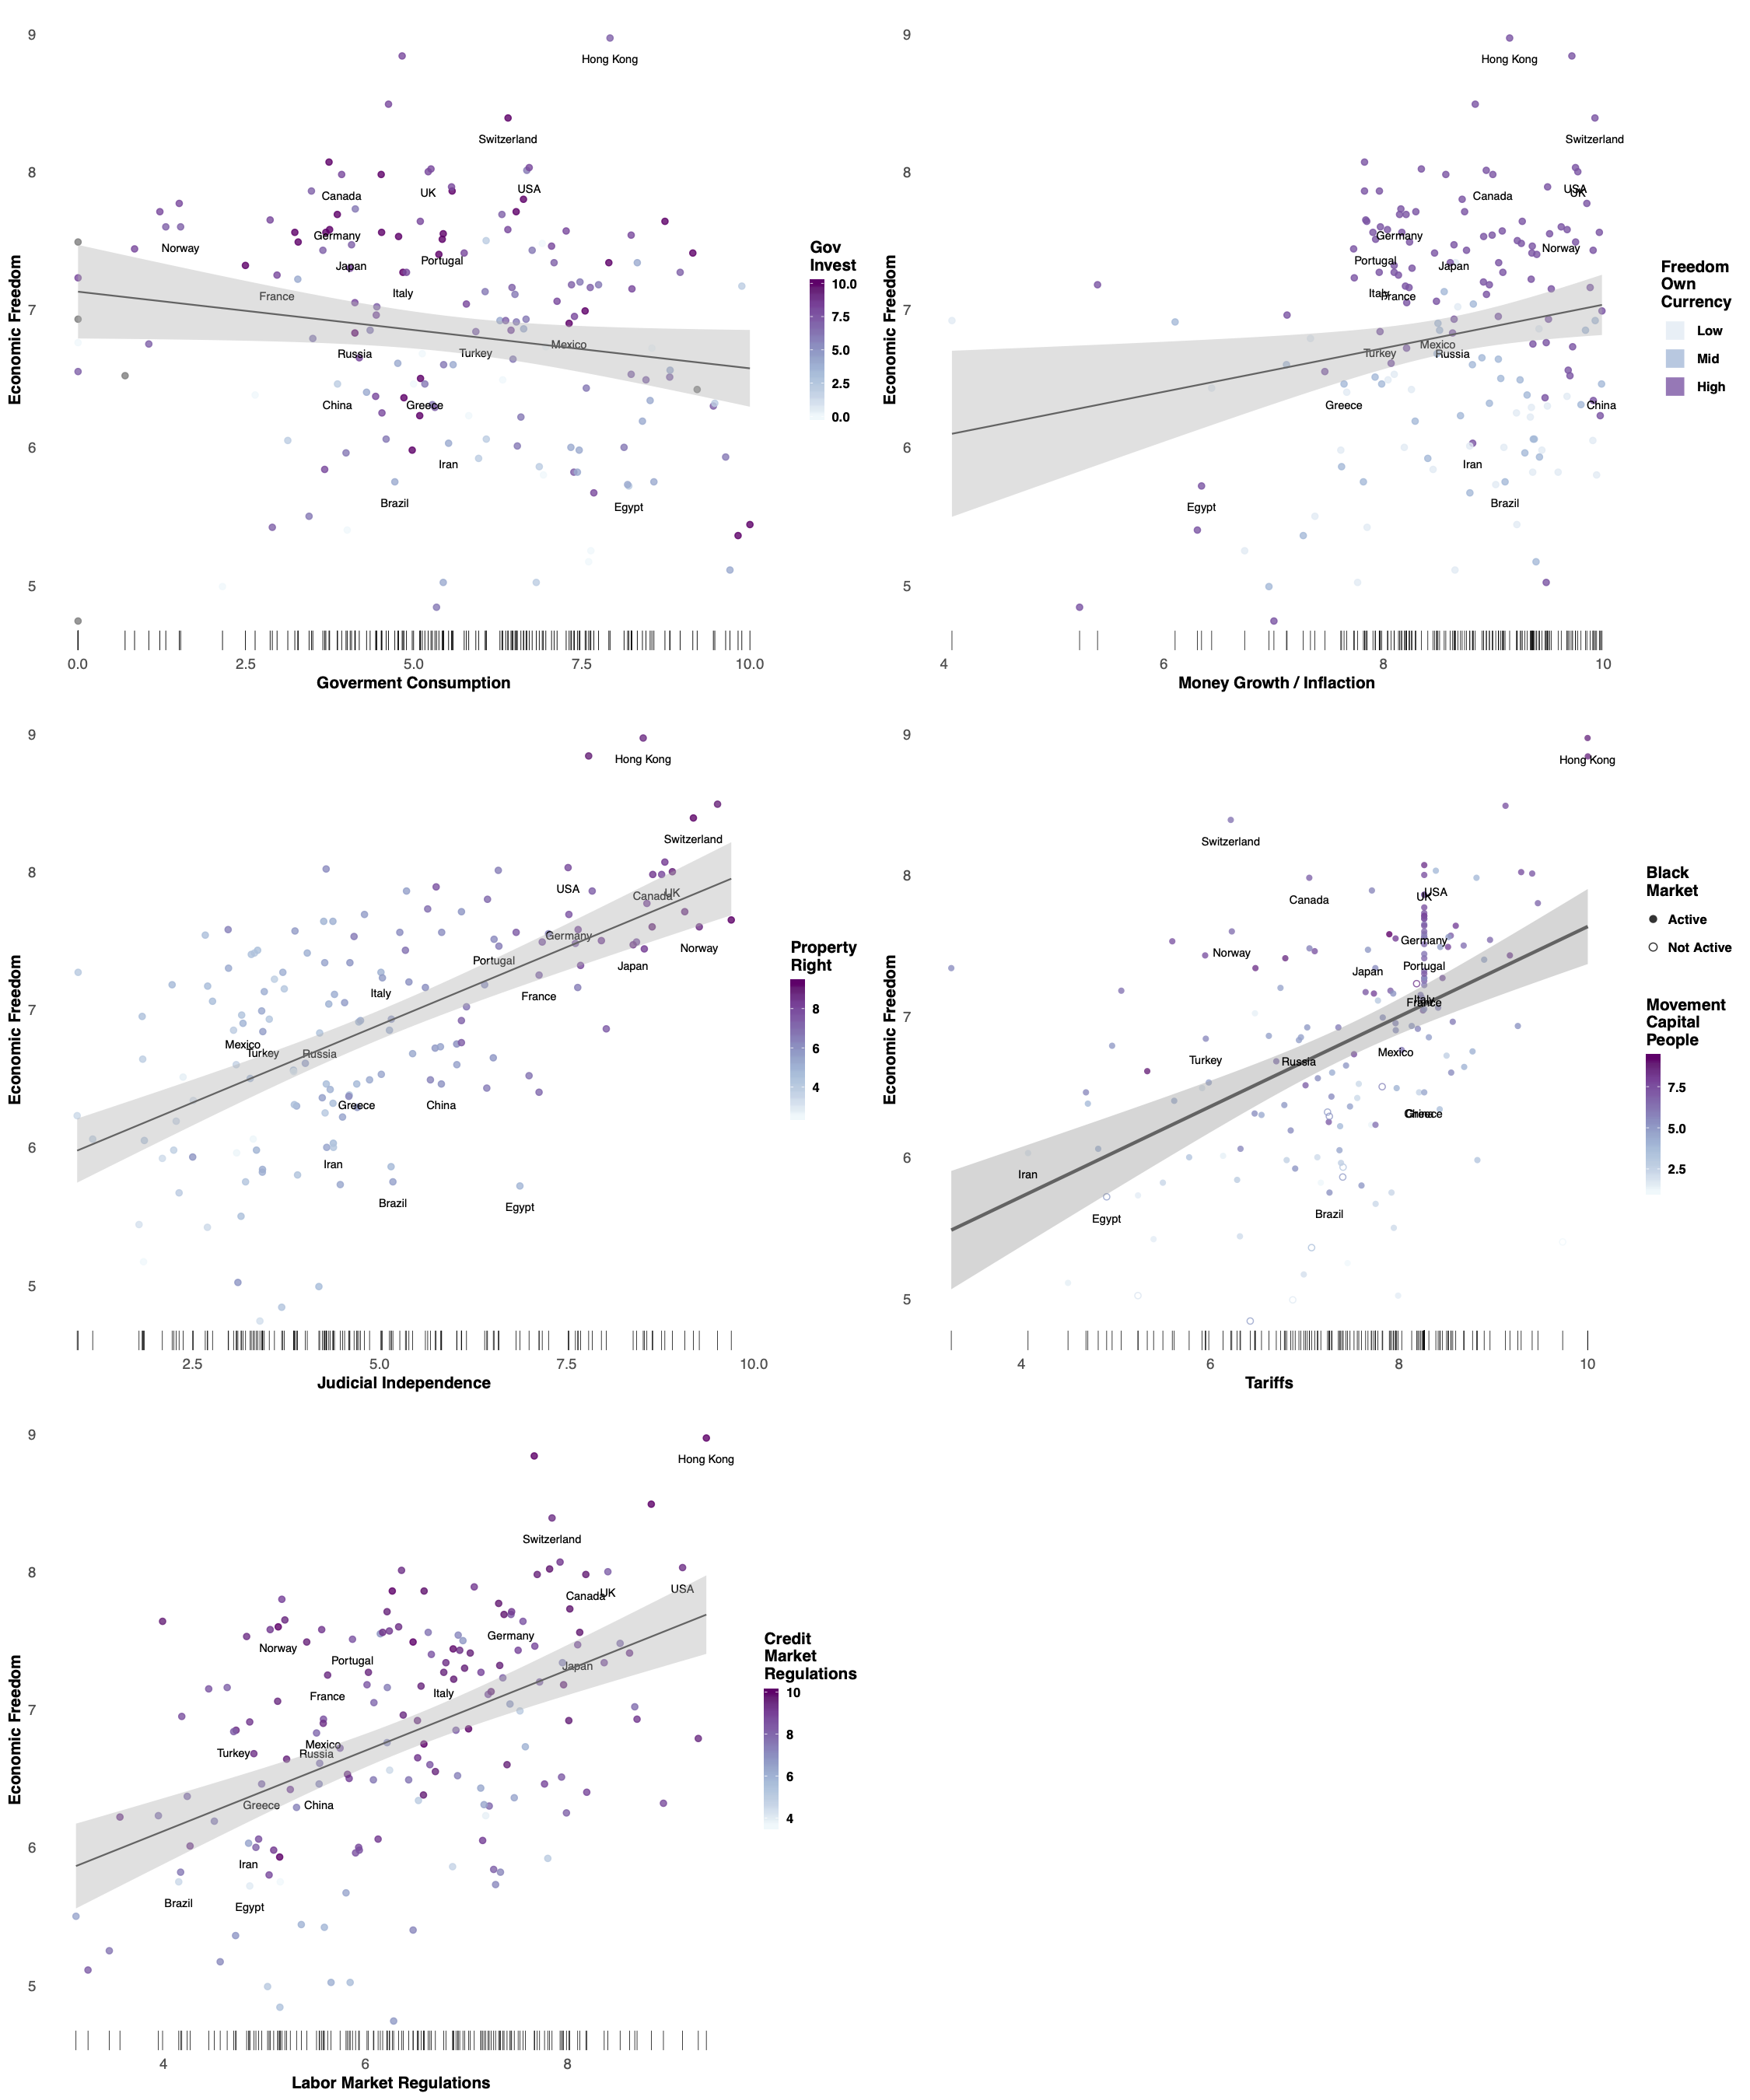 9
Hong Kong
Switzerland
8
Canada
UK
USA
Germany
Norway
Portugal
Japan
Italy
France
7
Mexico
Russia
Turkey
China
Greece
6
Iran
Brazil
Egypt
5
0.0
2.5
5.0
7.5
10.0
Goverment Consumption
Economic Freedom
Gov
Invest
10.0
7.5
5.0
2.5
0.0
9
Hong Kong
Switzerland
8
USA
UK
Canada
Germany
Norway
Portugal
Japan
Italy
France
7
Mexico
Turkey
Russia
Greece
China
6
Iran
Egypt
Brazil
5
4
6
8
10
Money Growth / Inflaction
Economic Freedom
Freedom
Own
Currency
Low
Mid
High
9
Hong Kong
Switzerland
8
USA
UK
Canada
Germany
Norway
Portugal
Japan
Italy
France
7
Mexico
Turkey
Russia
Greece
China
6
Iran
Brazil
Egypt
5
2.5
5.0
7.5
10.0
Judicial Independence
Economic Freedom
Property
Right
8
6
4
9
Hong Kong
Switzerland
8
USA
UK
Canada
Germany
Norway
Portugal
Japan
Italy
France
7
Mexico
Turkey
Russia
China
Greece
6
Iran
Egypt
Brazil
5
4
6
8
10
Tariffs
Economic Freedom
Black
Market
Active
Not Active
Movement
Capital
People
7.5
5.0
2.5
9
Hong Kong
Switzerland
8
USA
UK
Canada
Germany
Norway
Portugal
Japan
Italy
France
7
Mexico
Turkey
Russia
Greece
China
6
Iran
Brazil
Egypt
5
4
6
8
Labor Market Regulations
Economic Freedom
Credit
Market
Regulations
10
8
6
4